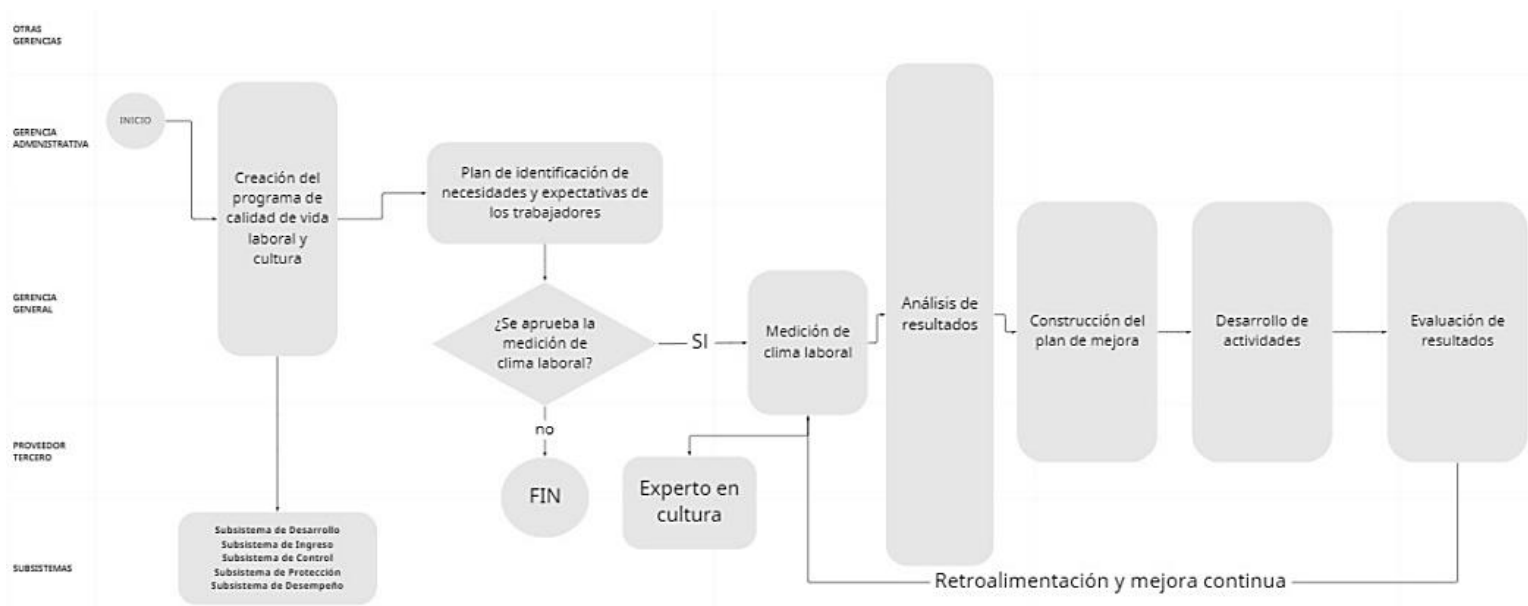 OTRAS
GERENCIAS
GERENCIA
ADMINISTRATIVA
GERENCIA
GENERAL
PROVEEDOR
TERCERO
SUBSISTEMAS
INICIO
Creación del
programa de
calidad de vida
laboral y
cultura
Subsistema de Desarrollo
Subsistema de Ingreso
Subsistema de Control
Subsistema de Protección
Subsistema de Desempeño
Plan de identificación de
necesidades y expectativas de
los trabajadores
¿Se aprueba la
medición de
clima laboral?
SI
no
FIN
Experto en
cultura
Medición de
clima laboral
Análisis de
resultados
Construcción del
plan de mejora
Desarrollo de
actividades
Evaluación de
resultados
Retroalimentación y mejora continua